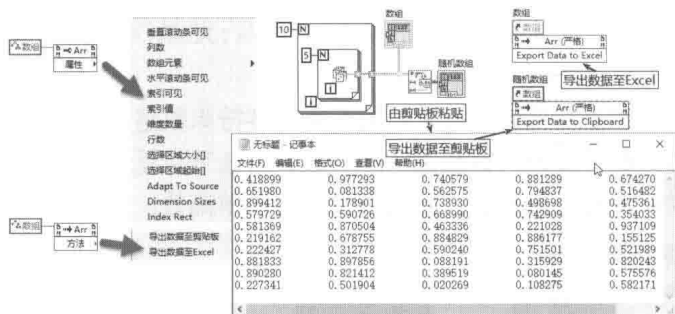 数组
Arr
属性
垂直滚动条可见
列数
数组元素
水平滚动条可见
索引可见
索引值
维度数量
行数
选择区域大小[]
选择区域起始[]
Adapt To Source
Dimension Sizes
Index Rect
数组
Arr
方法
导出数据至剪贴板
导出数据至Excel
10
N
5
N
i
i
数组
随机数组
由剪贴板粘贴
数组
数组
Arr (严格)
Export Data to Excel
导出数据至Excel
随机数组
数组
Arr (严格)
Export Data to Clipboard
导出数据至剪贴板
无标题 - 记事本
文件(F) 编辑(E) 格式(O) 查看(V) 帮助(H)
0.418899 0.977293 0.740579 0.881289 0.674270
0.651980 0.081338 0.562575 0.794837 0.516482
0.899412 0.178901 0.738930 0.498698 0.475361
0.579729 0.590726 0.668990 0.742909 0.354033
0.581369 0.870504 0.463336 0.221028 0.937109
0.219162 0.678755 0.884829 0.886177 0.155125
0.222427 0.312778 0.590240 0.751501 0.521989
0.881833 0.897856 0.088191 0.315929 0.820243
0.890280 0.821412 0.389519 0.080145 0.575576
0.227341 0.501904 0.020269 0.108275 0.582171